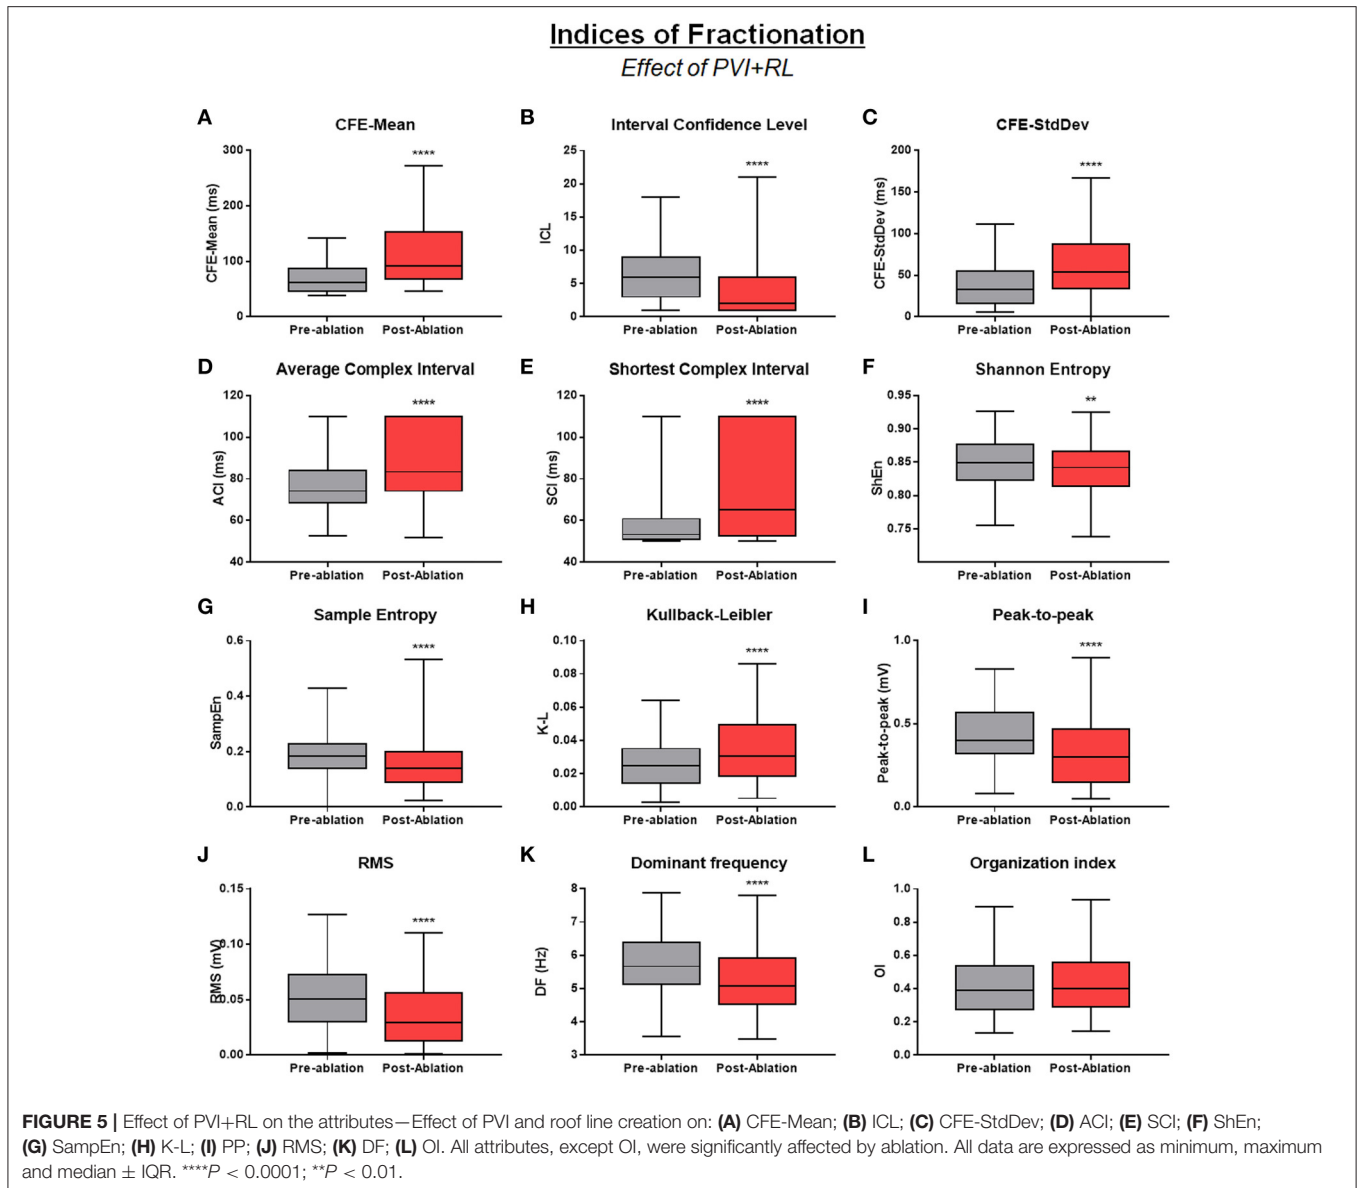 Indices of Fractionation
Effect of PVI+RL
A
CFE-Mean
300
200
100
0
CFE-Mean (ms)
****
Pre-ablation Post-Ablation
B
Interval Confidence Level
25
20
15
10
5
0
ICL
****
Pre-ablation Post-Ablation
C
CFE-StdDev
200
150
100
50
0
CFE-StdDev (ms)
****
Pre-ablation Post-Ablation
D
Average Complex Interval
120
100
80
60
40
ACI (ms)
****
Pre-ablation Post-Ablation
E
Shortest Complex Interval
120
100
80
60
40
SCI (ms)
****
Pre-ablation Post-Ablation
F
Shannon Entropy
0.95
0.90
0.85
0.80
0.75
ShEn
**
Pre-ablation Post-Ablation
G
Sample Entropy
0.6
0.4
0.2
0.0
SampEn
****
Pre-ablation Post-Ablation
H
Kullback-Leibler
0.10
0.08
0.06
0.04
0.02
0.00
K-L
****
Pre-ablation Post-Ablation
I
Peak-to-peak
1.0
0.5
0.0
Peak-to-peak (mV)
****
Pre-ablation Post-Ablation
J
RMS
0.15
0.10
0.05
0.00
RMS (mV)
****
Pre-ablation Post-Ablation
K
Dominant frequency
8
7
6
5
4
3
DF (Hz)
****
Pre-ablation Post-Ablation
L
Organization index
1.0
0.8
0.6
0.4
0.2
0.0
OI
Pre-ablation Post-Ablation
FIGURE 5 | Effect of PVI+RL on the attributes—Effect of PVI and roof line creation on: (A) CFE-Mean; (B) ICL; (C) CFE-StdDev; (D) ACI; (E) SCI; (F) ShEn;
(G) SampEn; (H) K-L; (I) PP; (J) RMS; (K) DF; (L) OI. All attributes, except OI, were significantly affected by ablation. All data are expressed as minimum, maximum
and median ± IQR. ****P < 0.0001; **P < 0.01.